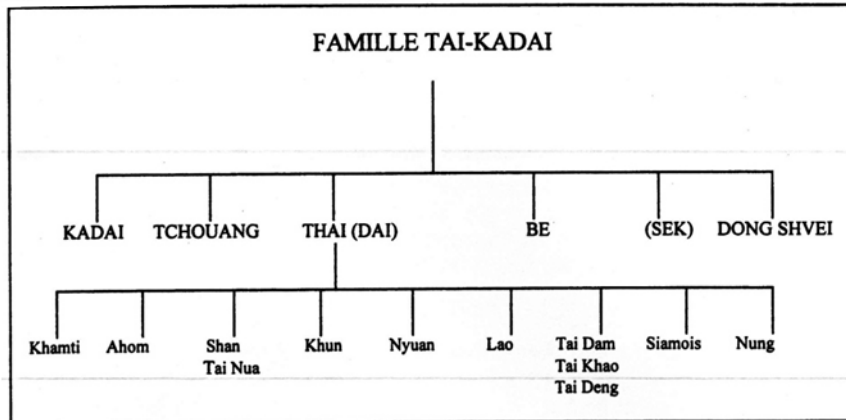 FAMILLE TAI-KADAI
KADAI TCHOUANG THAI (DAI) BE (SEK) DONG SHVEI
Khamti Ahom Shan Khun Nyuan Lao Tai Dam Siamois Nung
Tai Nua Tai Khao
Tai Deng